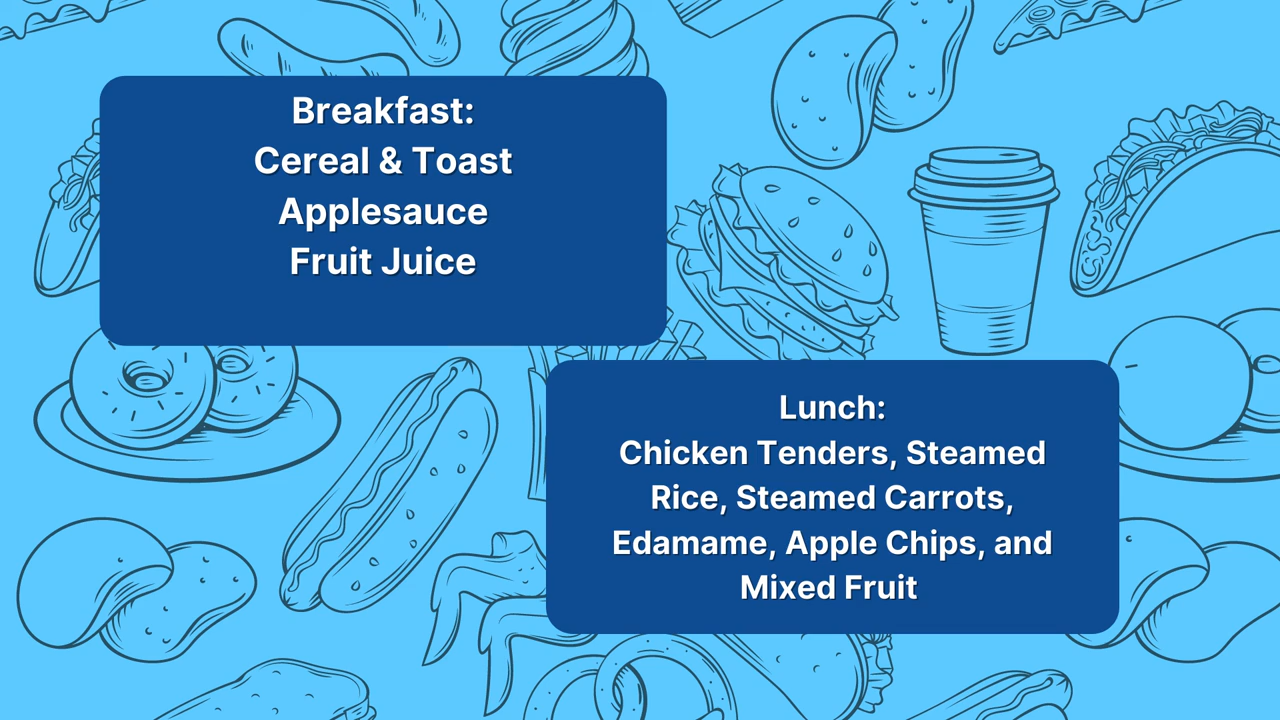 Breakfast:
Cereal & Toast
Applesauce
Fruit Juice
Lunch:
Chicken Tenders, Steamed
Rice, Steamed Carrots,
Edamame, Apple Chips, and
Mixed Fruit